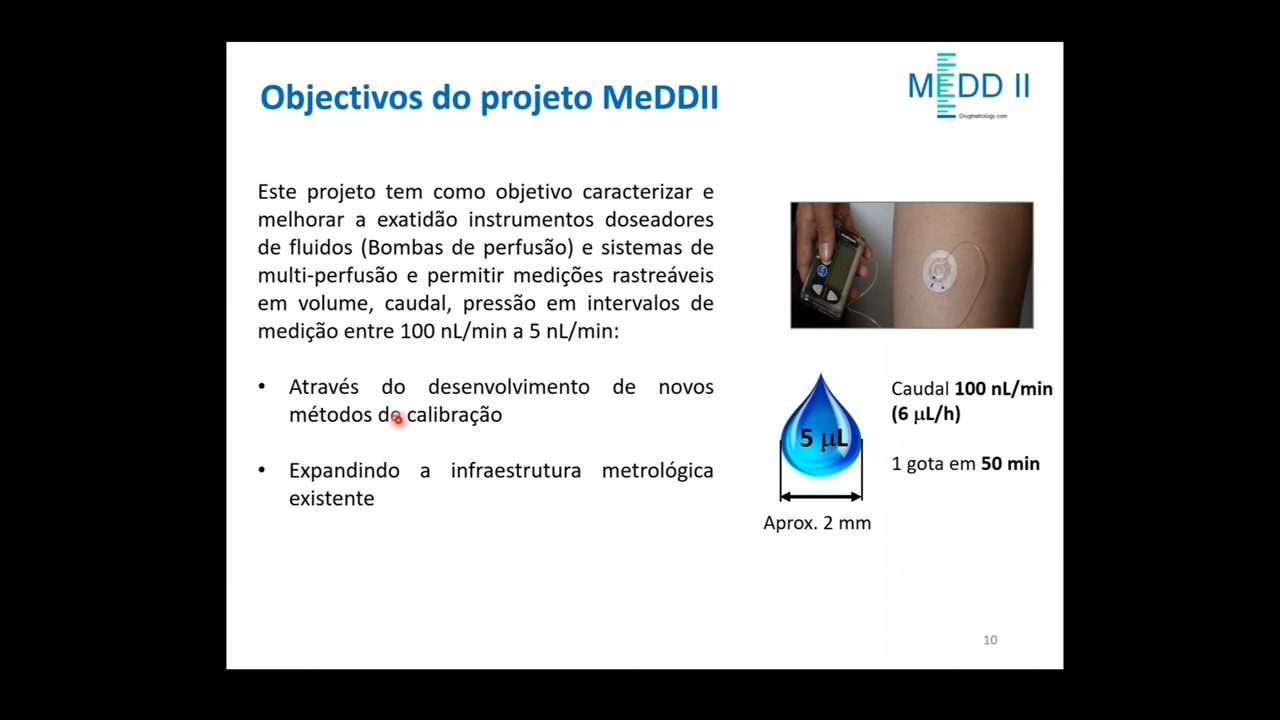 Objectivos do projeto MeDDII
MEDD II
Drugmetrology.com
Este projeto tem como objetivo caracterizar e
melhorar a exatidão instrumentos doseadores
de fluidos (Bombas de perfusão) e sistemas de
multi-perfusão e permitir medições rastreáveis
em volume, caudal, pressão em intervalos de
medição entre 100 nL/min a 5 nL/min:
• Através do desenvolvimento de novos
métodos de calibração
• Expandindo a infraestrutura metrológica
existente
5 µL
Aprox. 2 mm
Caudal 100 nL/min
(6 µL/h)
1 gota em 50 min
10